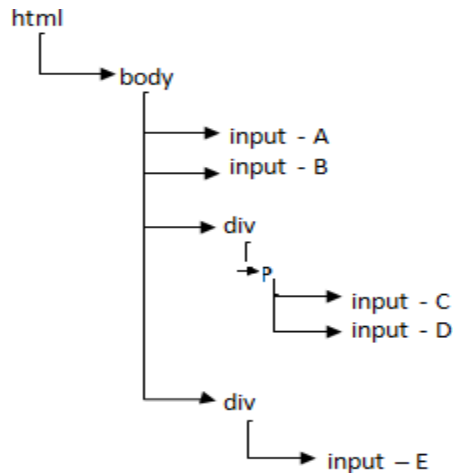 html
body
input - A
input - B
div
P
input - C
input - D
div
input – E